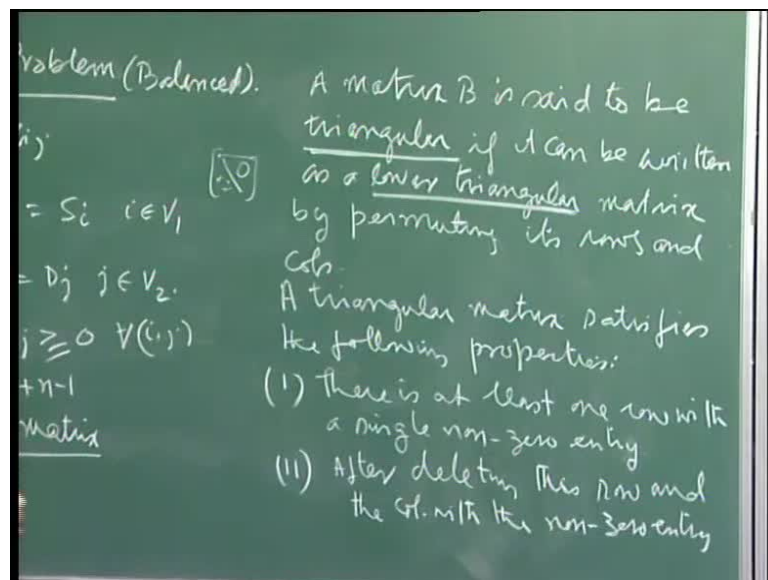 roblem (Balanced).
ij
= Si i ∈ V1
= Dj j ∈ V2.
j ≥ 0 ∀(i,j)
+n-1
matrix
A matrix B is said to be
triangular if it can be written
as a lower triangular matrix
by permuting its rows and
cols.
A triangular matrix satisfies
the following properties:
(I) There is at least one row with
a single non-zero entry
(II) After deleting this row and
the col. with the non-zero entry